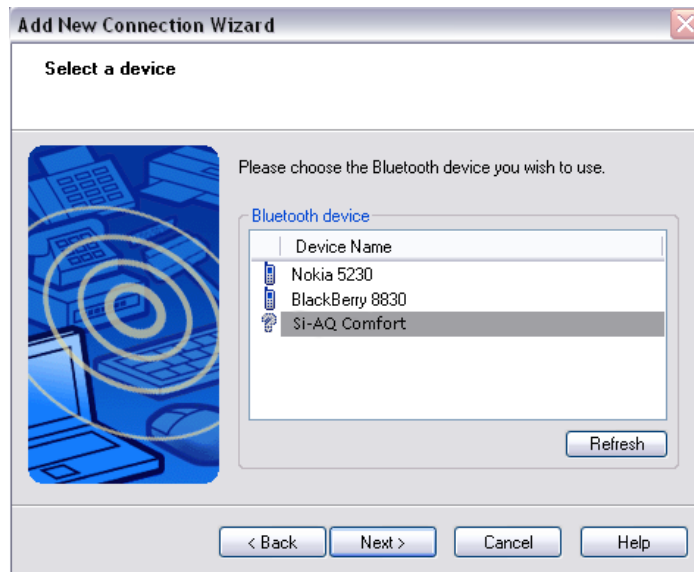 Add New Connection Wizard
Select a device
Please choose the Bluetooth device you wish to use.
Bluetooth device
Device Name
Nokia 5230
BlackBerry 8830
Si-AQ Comfort
Refresh
< Back Next > Cancel Help